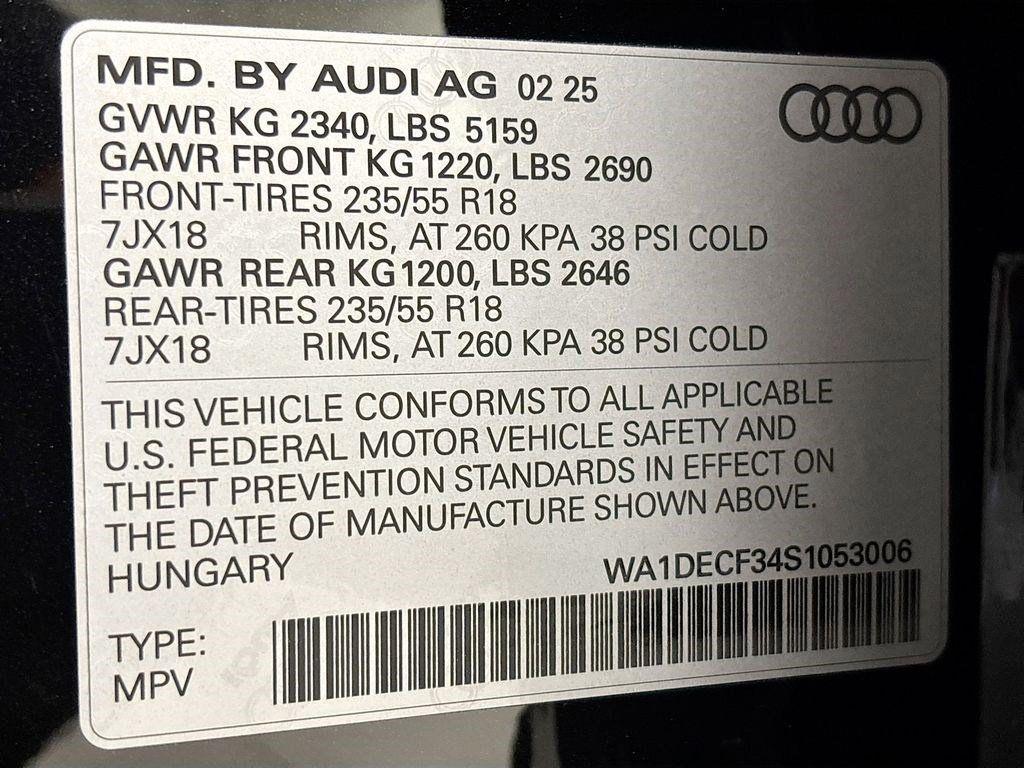 MFD. BY AUDI AG 02 25
GVWR KG 2340, LBS 5159
GAWR FRONT KG 1220, LBS 2690
FRONT-TIRES 235/55 R18
7JX18 RIMS, AT 260 KPA 38 PSI COLD
GAWR REAR KG 1200, LBS 2646
REAR-TIRES 235/55 R18
7JX18 RIMS, AT 260 KPA 38 PSI COLD
THIS VEHICLE CONFORMS TO ALL APPLICABLE
U.S. FEDERAL MOTOR VEHICLE SAFETY AND
THEFT PREVENTION STANDARDS IN EFFECT ON
THE DATE OF MANUFACTURE SHOWN ABOVE.
HUNGARY WA1DECF34S1053006
TYPE:
MPV